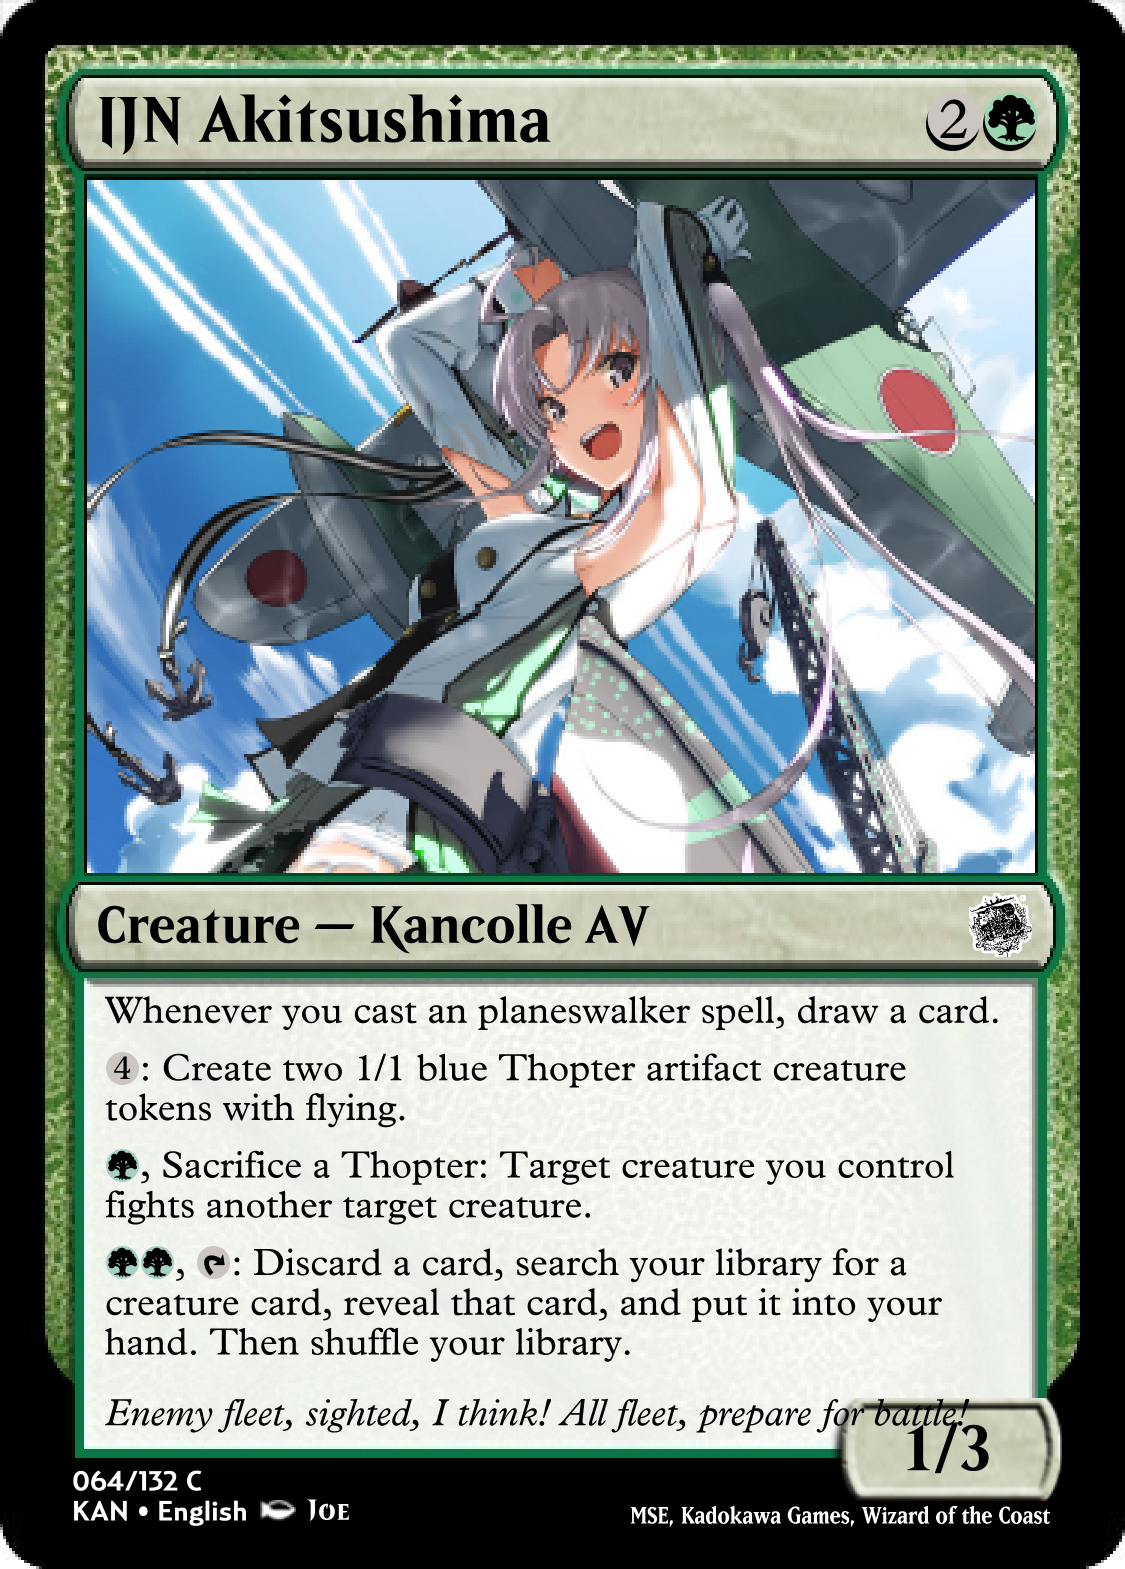 IJN Akitsushima 2
Creature — Kancolle AV
Whenever you cast an planeswalker spell, draw a card.
4: Create two 1/1 blue Thopter artifact creature
tokens with flying.
, Sacrifice a Thopter: Target creature you control
fights another target creature.
, : Discard a card, search your library for a
creature card, reveal that card, and put it into your
hand. Then shuffle your library.
Enemy fleet, sighted, I think! All fleet, prepare for battle!
1/3
064/132 C
KAN • English Joe
MSE, Kadokawa Games, Wizard of the Coast